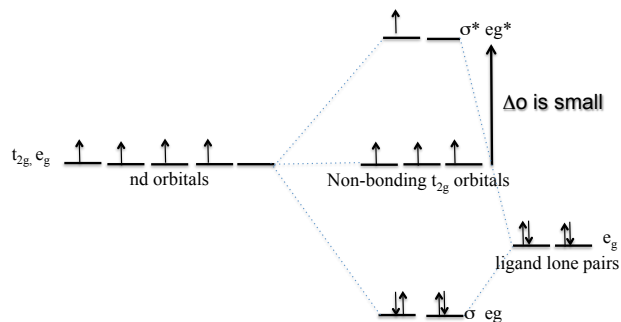 σ* eg*
Δo is small
t2g, eg
nd orbitals
Non-bonding t2g orbitals
eg
ligand lone pairs
σ eg